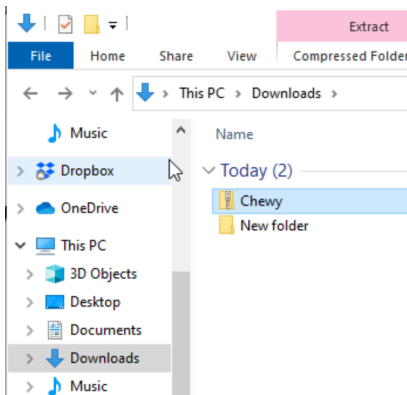 Extract
File Home Share View Compressed Folder
This PC Downloads
Music
Dropbox
OneDrive
This PC
3D Objects
Desktop
Documents
Downloads
Music
Name
Today (2)
Chewy
New folder